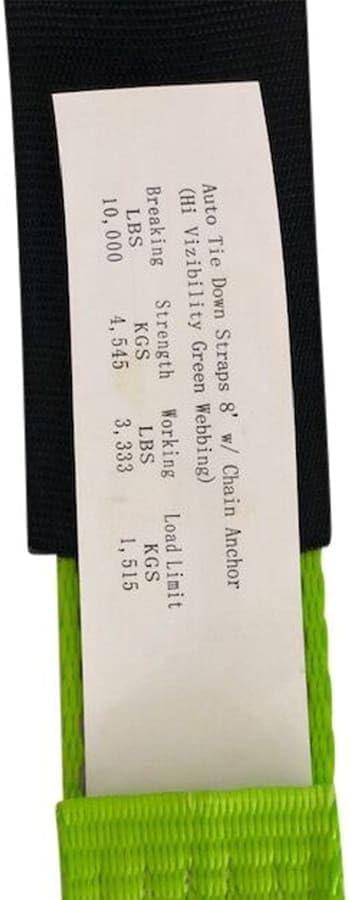 Auto Tie Down Straps 8' w/ Chain Anchor
(Hi Vizibility Green Webbing)
Breaking Strength Working Load Limit
LBS KGS LBS KGS
10,000 4,545 3,333 1,515